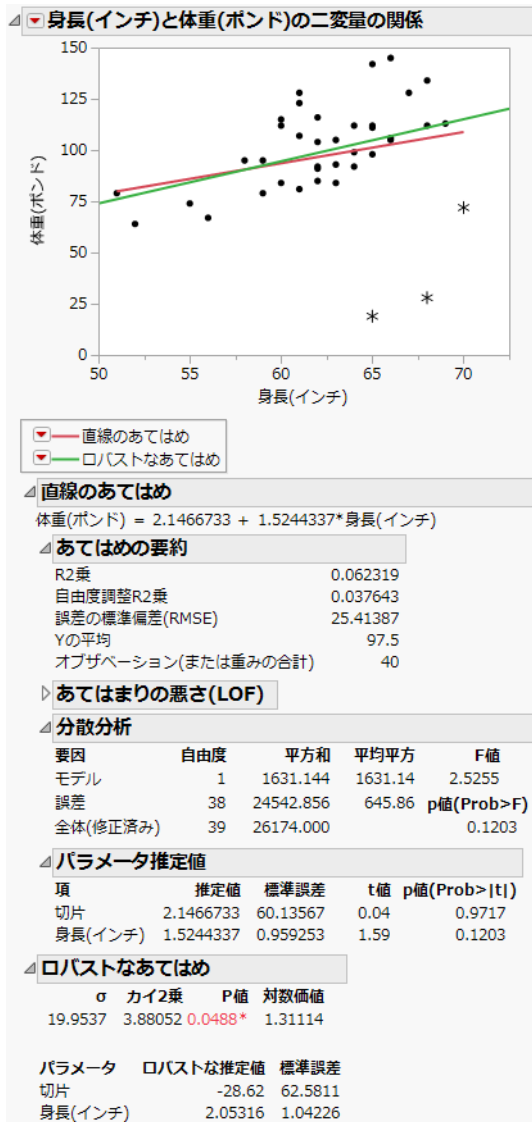 身長(インチ)と体重(ポンド)の二変量の関係
150
125
100
75
50
25
0
体重(ポンド)
50 55 60 65 70
身長(インチ)
直線のあてはめ
ロバストなあてはめ
直線のあてはめ
体重(ポンド) = 2.1466733 + 1.5244337*身長(インチ)
あてはめの要約
R2乗 0.062319
自由度調整R2乗 0.037643
誤差の標準偏差(RMSE) 25.41387
Yの平均 97.5
オブザベーション(または重みの合計) 40
あてはまりの悪さ(LOF)
分散分析
要因 自由度 平方和 平均平方 F値
モデル 1 1631.144 1631.14 2.5255
誤差 38 24542.856 645.86 p値(Prob>F)
全体(修正済み) 39 26174.000 0.1203
パラメータ推定値
項 推定値 標準誤差 t値 p値(Prob>|t|)
切片 2.1466733 60.13567 0.04 0.9717
身長(インチ) 1.5244337 0.959253 1.59 0.1203
ロバストなあてはめ
σ カイ2乗 P値 対数価値
19.9537 3.88052 0.0488* 1.31114
パラメータ ロバストな推定値 標準誤差
切片 -28.62 62.5811
身長(インチ) 2.05316 1.04226